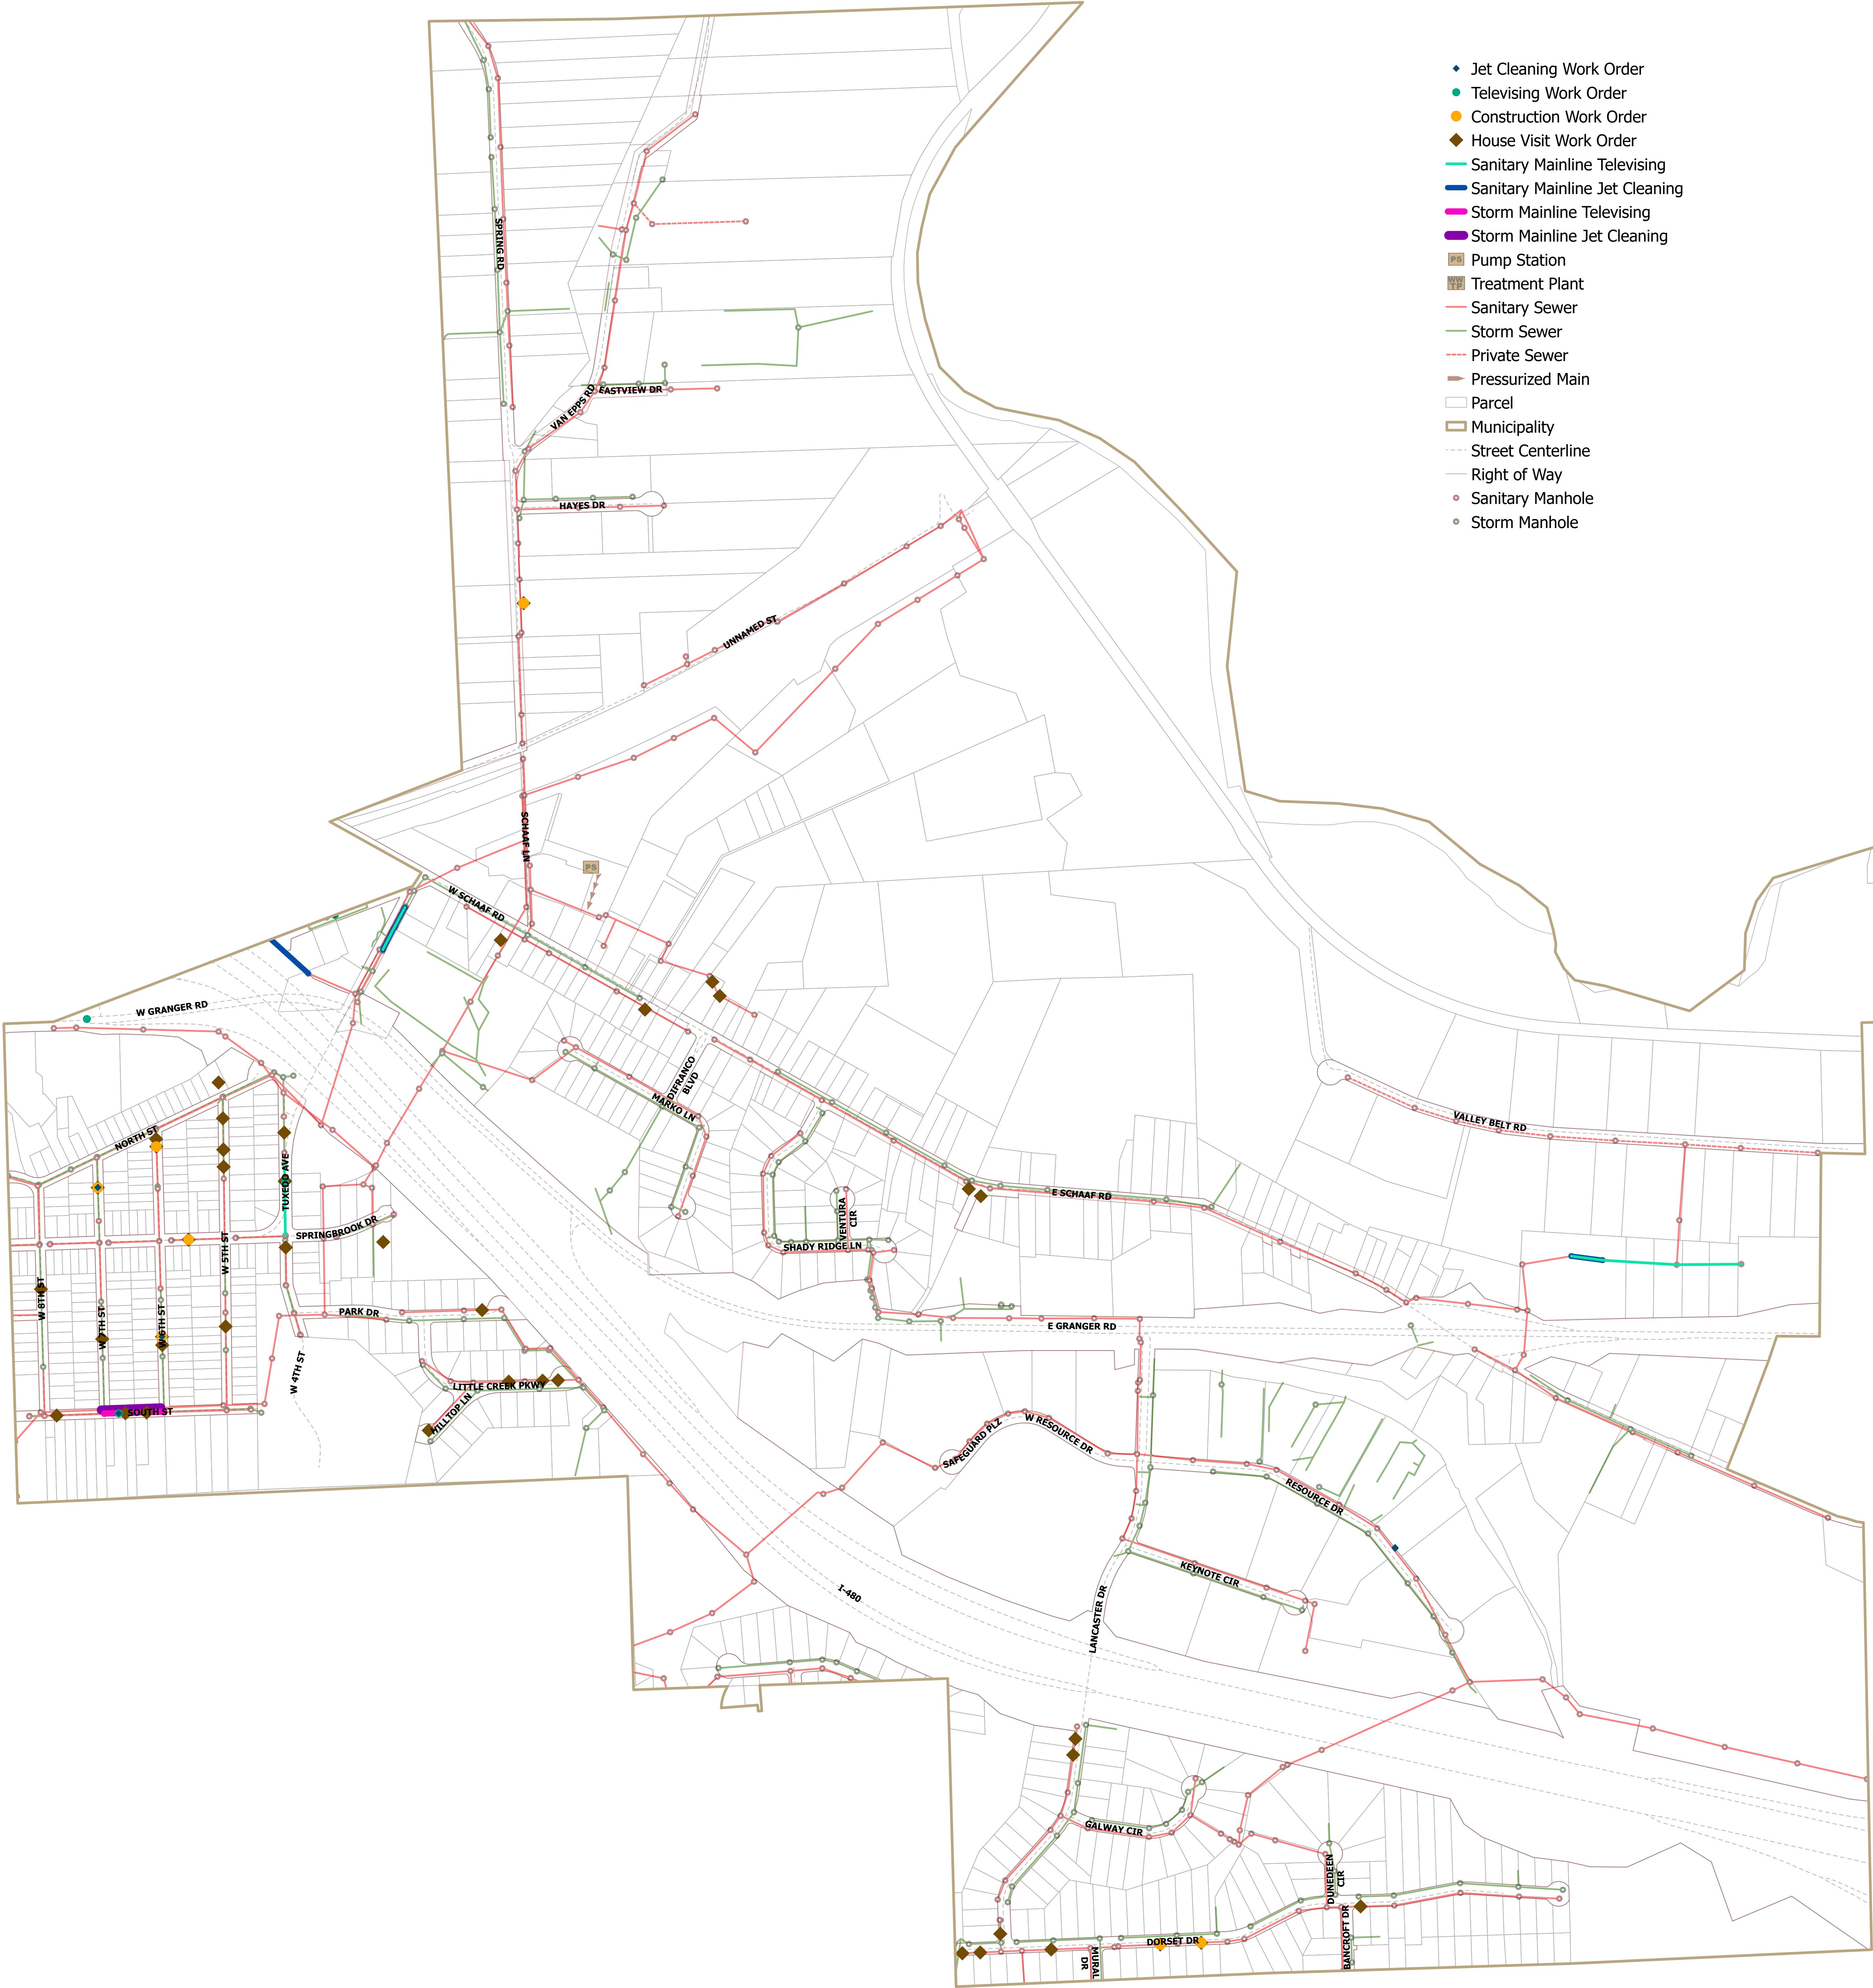 Jet Cleaning Work Order
Televising Work Order
Construction Work Order
House Visit Work Order
Sanitary Mainline Televising
Sanitary Mainline Jet Cleaning
Storm Mainline Televising
Storm Mainline Jet Cleaning
PS
Pump Station
WW
TP
Treatment Plant
Sanitary Sewer
Storm Sewer
Private Sewer
Pressurized Main
Parcel
Municipality
Street Centerline
Right of Way
Sanitary Manhole
Storm Manhole
SPRING RD
VAN EPPS RD
EASTVIEW DR
HAYES DR
UNNAMED ST
SCHAAF LN
PS
W SCHAAF RD
W GRANGER RD
DIFRANCO
BLVD
MARKO LN
NORTH ST
VALLEY BELT RD
TUXEDO AVE
E SCHAAF RD
SPRINGBROOK DR
VENTURA
CIR
SHADY RIDGE LN
W 5TH ST
W 8TH ST
W 7TH ST
W 6TH ST
PARK DR
E GRANGER RD
W 4TH ST
LITTLE CREEK PKWY
HILLTOP LN
SOUTH ST
SAFEGUARD PLZ
W RESOURCE DR
RESOURCE DR
KEYNOTE CIR
I-480
LANCASTER DR
GALWAY CIR
DUNEDEEN
CIR
BANCROFT DR
DORSET DR
MURAL
DR